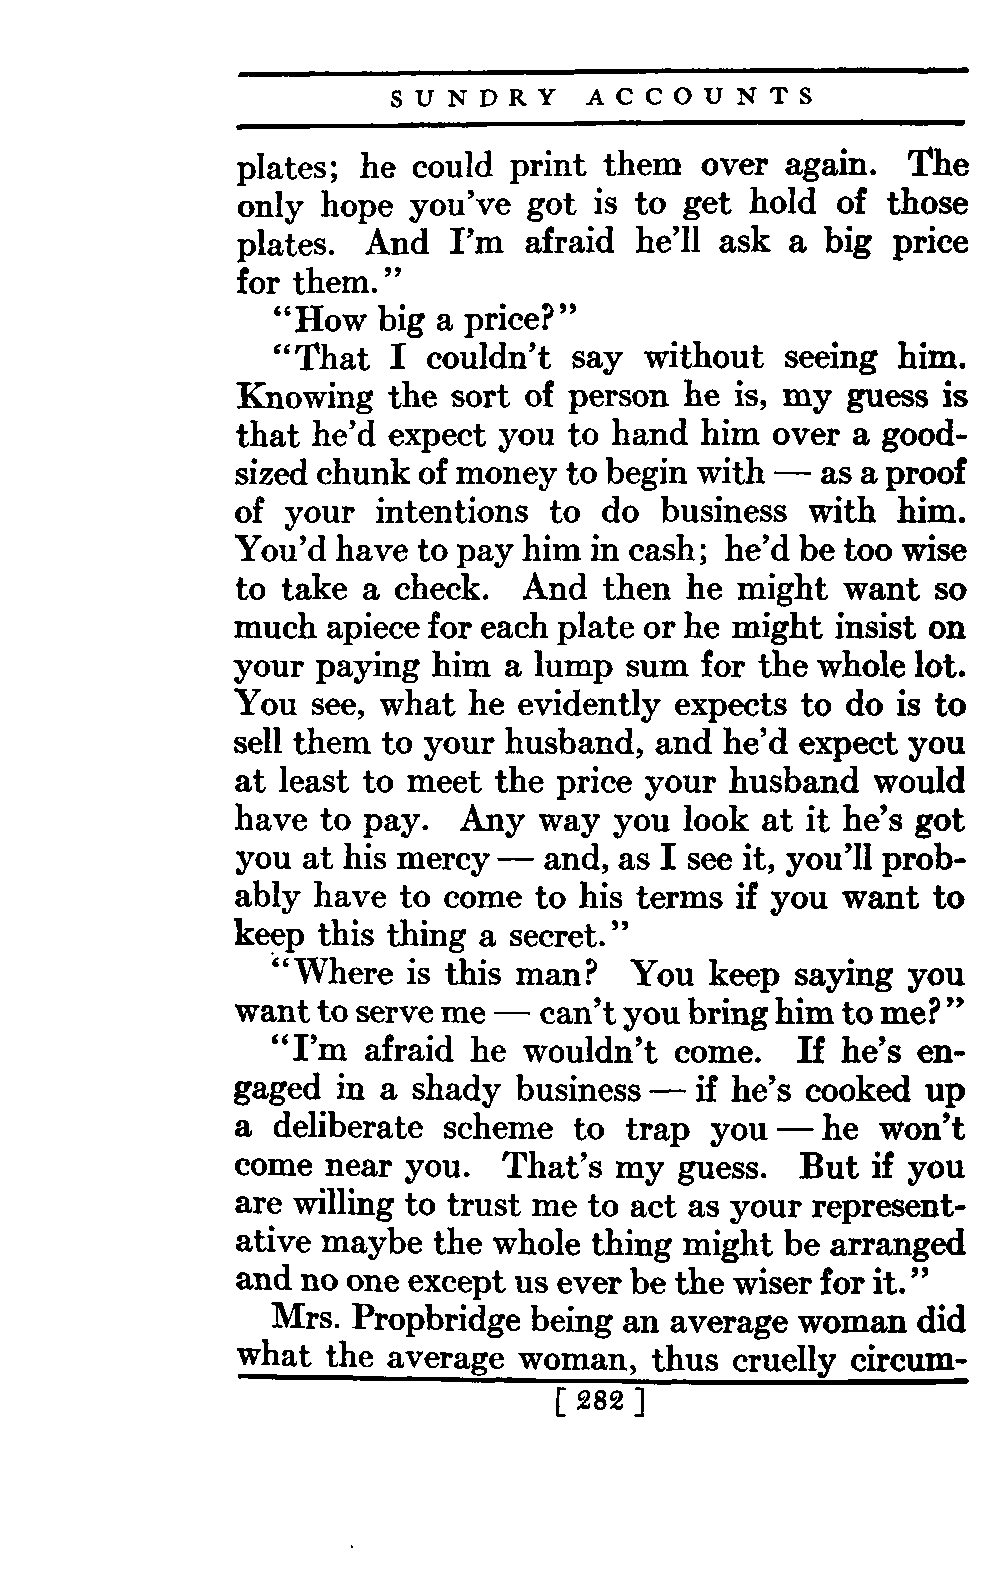 SUNDRY ACCOUNTS
plates; he could print them over again. The
only hope you've got is to get hold of those
plates. And I'm afraid he'll ask a big price
for them."
"How big a price?"
"That I couldn't say without seeing him.
Knowing the sort of person he is, my guess is
that he'd expect you to hand him over a good-
sized chunk of money to begin with — as a proof
of your intentions to do business with him.
You'd have to pay him in cash; he'd be too wise
to take a check. And then he might want so
much apiece for each plate or he might insist on
your paying him a lump sum for the whole lot.
You see, what he evidently expects to do is to
sell them to your husband, and he'd expect you
at least to meet the price your husband would
have to pay. Any way you look at it he's got
you at his mercy — and, as I see it, you'll prob-
ably have to come to his terms if you want to
keep this thing a secret."
"Where is this man? You keep saying you
want to serve me — can't you bring him to me?"
"I'm afraid he wouldn't come. If he's en-
gaged in a shady business — if he's cooked up
a deliberate scheme to trap you — he won't
come near you. That's my guess. But if you
are willing to trust me to act as your represent-
ative maybe the whole thing might be arranged
and no one except us ever be the wiser for it."
Mrs. Propbridge being an average woman did
what the average woman, thus cruelly circum-
[ 282 ]